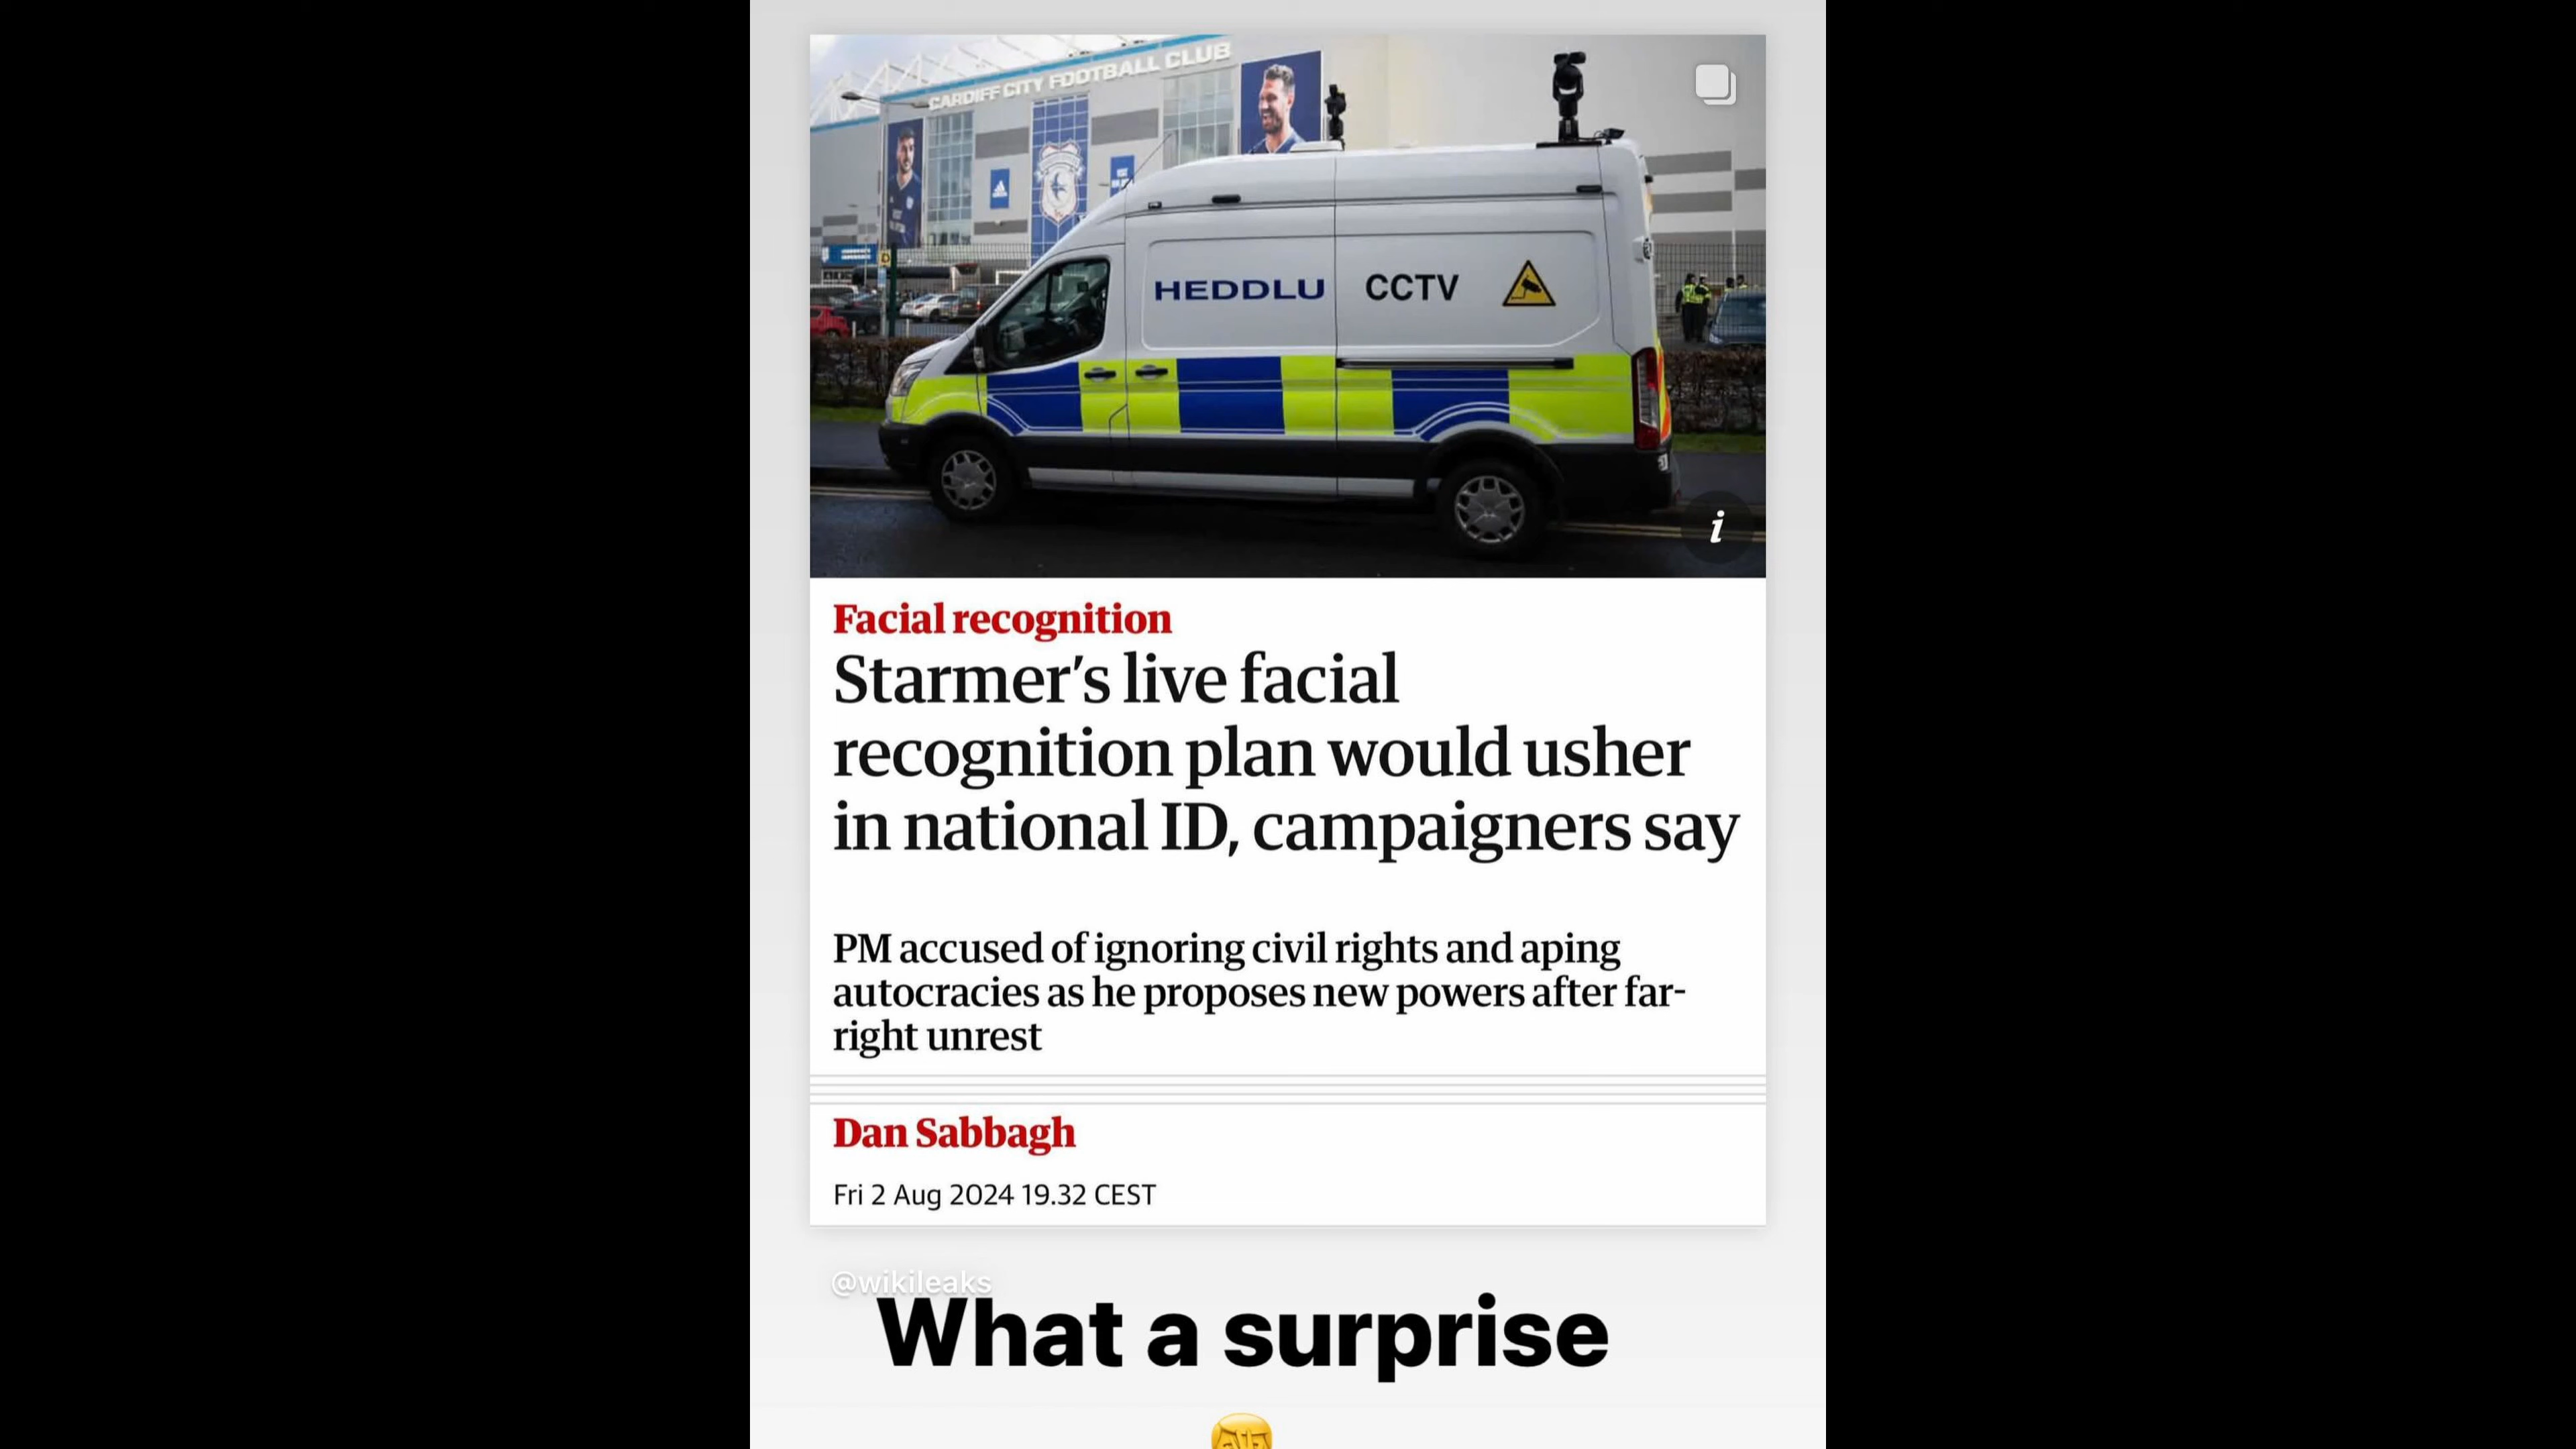 CARDIFF CITY FOOTBALL CLUB
HEDDLU CCTV
i
Facial recognition
Starmer’s live facial
recognition plan would usher
in national ID, campaigners say
PM accused of ignoring civil rights and aping
autocracies as he proposes new powers after far-
right unrest
Dan Sabbagh
Fri 2 Aug 2024 19.32 CEST
@wikileaks
What a surprise